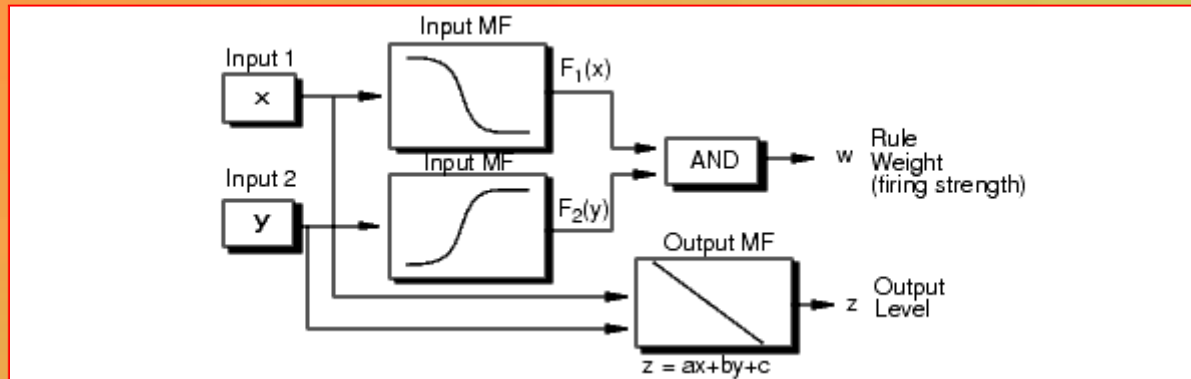 Input MF
Input 1
x
F₁(x)
AND
w
Rule
Weight
(firing strength)
Input MF
Input 2
y
F₂(y)
Output MF
z
Output
Level
z = ax+by+c